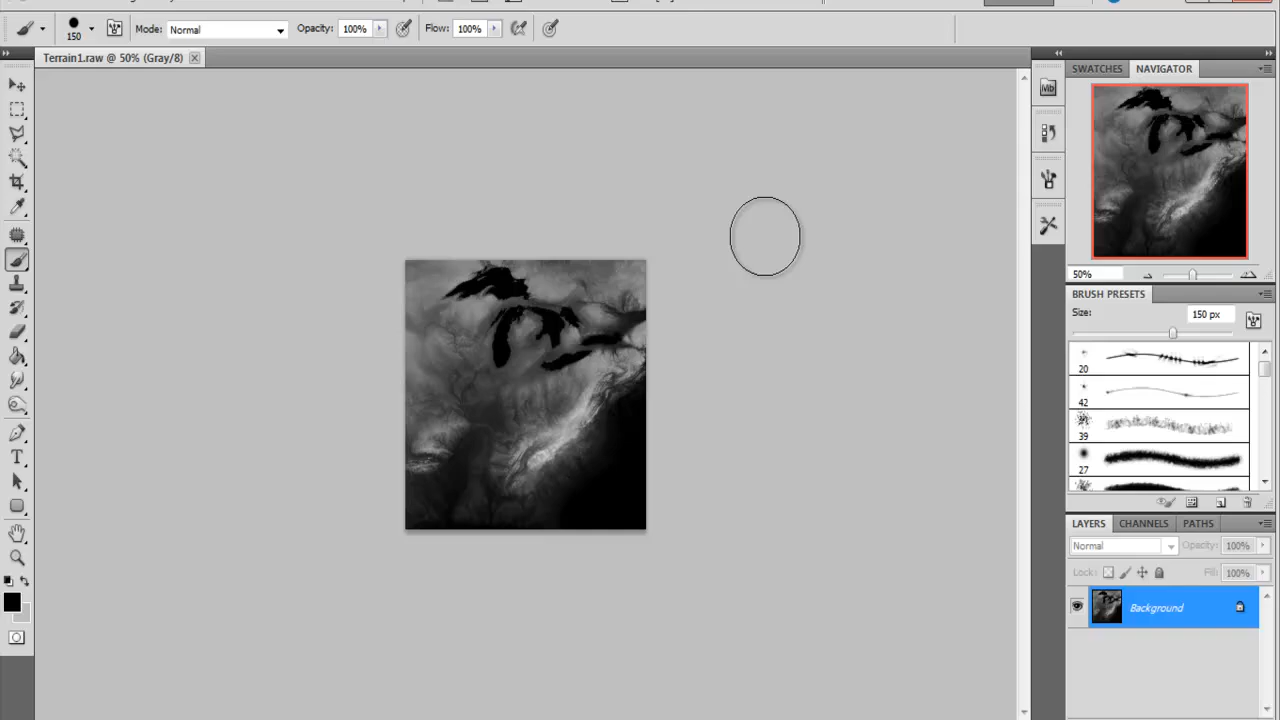 150 Mode: Normal Opacity: 100% Flow: 100%
Terrain1.raw @ 50% (Gray/8)
SWATCHES NAVIGATOR
50%
BRUSH PRESETS
Size: 150 px
20
42
39
27
LAYERS CHANNELS PATHS
Normal Opacity: 100%
Lock: Fill: 100%
Background